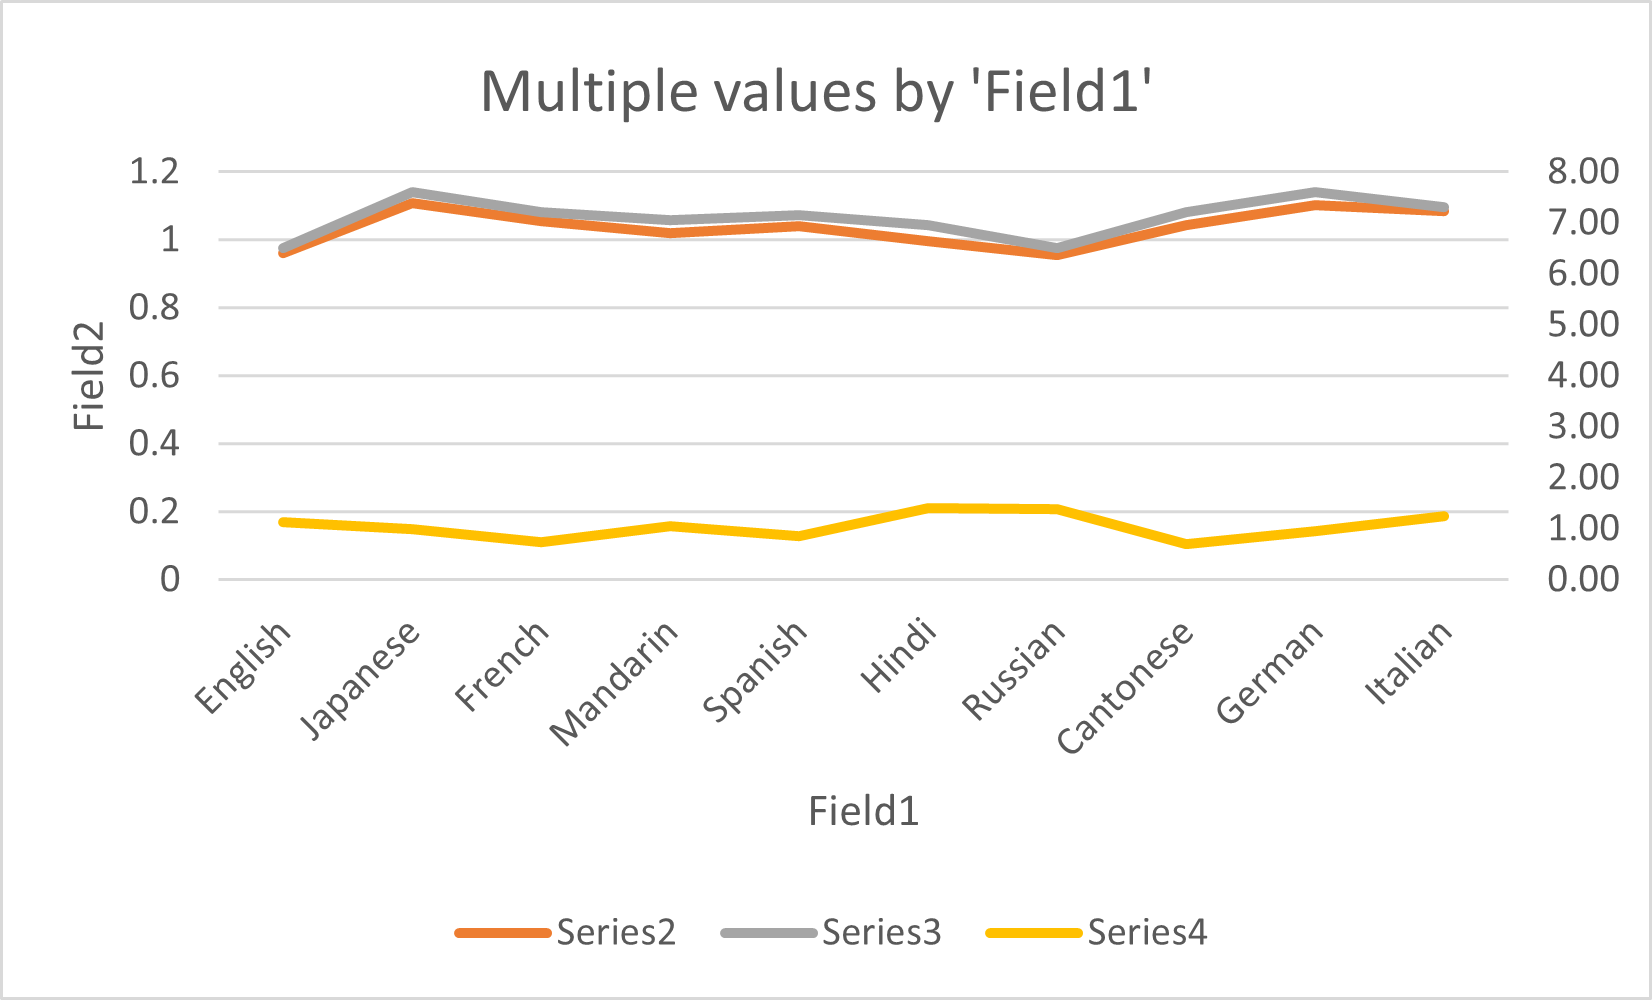 Multiple values by 'Field1'
1.2
1
0.8
0.6
0.4
0.2
0
Field2
8.00
7.00
6.00
5.00
4.00
3.00
2.00
1.00
0.00
English
Japanese
French
Mandarin
Spanish
Hindi
Russian
Cantonese
German
Italian
Field1
Series2
Series3
Series4